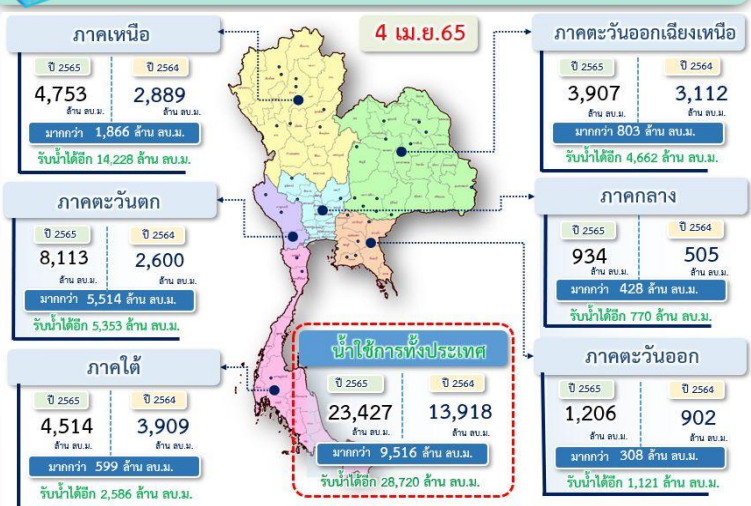 4 เม.ย.65
ภาคเหนือ
ปี 2565 ปี 2564
4,753 2,889
ล้าน ลบ.ม. ล้าน ลบ.ม.
มากกว่า 1,866 ล้าน ลบ.ม.
รับน้ำได้อีก 14,228 ล้าน ลบ.ม.
ภาคตะวันออกเฉียงเหนือ
ปี 2565 ปี 2564
3,907 3,112
ล้าน ลบ.ม. ล้าน ลบ.ม.
มากกว่า 803 ล้าน ลบ.ม.
รับน้ำได้อีก 4,662 ล้าน ลบ.ม.
ภาคตะวันตก
ปี 2565 ปี 2564
8,113 2,600
ล้าน ลบ.ม. ล้าน ลบ.ม.
มากกว่า 5,514 ล้าน ลบ.ม.
รับน้ำได้อีก 5,353 ล้าน ลบ.ม.
ภาคกลาง
ปี 2565 ปี 2564
934 505
ล้าน ลบ.ม. ล้าน ลบ.ม.
มากกว่า 428 ล้าน ลบ.ม.
รับน้ำได้อีก 770 ล้าน ลบ.ม.
ภาคใต้
ปี 2565 ปี 2564
4,514 3,909
ล้าน ลบ.ม. ล้าน ลบ.ม.
มากกว่า 599 ล้าน ลบ.ม.
รับน้ำได้อีก 2,586 ล้าน ลบ.ม.
น้ำใช้การทั้งประเทศ
ปี 2565 ปี 2564
23,427 13,918
ล้าน ลบ.ม. ล้าน ลบ.ม.
มากกว่า 9,516 ล้าน ลบ.ม.
รับน้ำได้อีก 28,720 ล้าน ลบ.ม.
ภาคตะวันออก
ปี 2565 ปี 2564
1,206 902
ล้าน ลบ.ม. ล้าน ลบ.ม.
มากกว่า 308 ล้าน ลบ.ม.
รับน้ำได้อีก 1,121 ล้าน ลบ.ม.